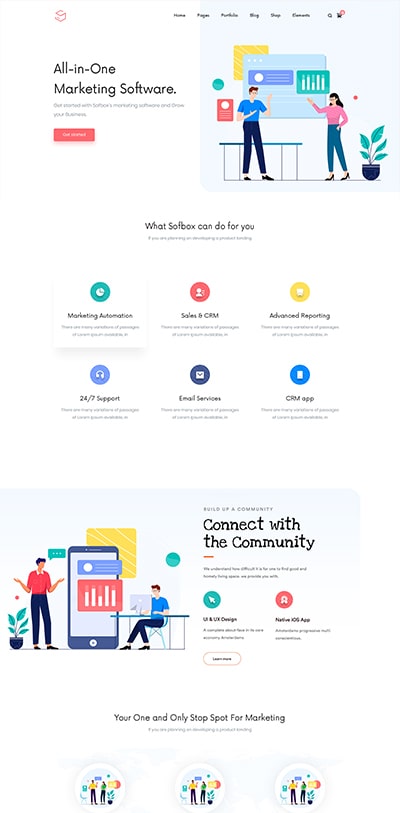 Home Pages Portfolio Blog Shop Elements
All-in-One
Marketing Software.
Get started with Sofbox's marketing software and Grow
your Business.
Get started
What Sofbox can do for you
If you are planning on developing a product landing
Marketing Automation
There are many variations of passages
of Lorem Ipsum available, in
Sales & CRM
There are many variations of passages
of Lorem Ipsum available, in
Advanced Reporting
There are many variations of passages
of Lorem Ipsum available, in
24/7 Support
There are many variations of passages
of Lorem Ipsum available, in
Email Services
There are many variations of passages
of Lorem Ipsum available, in
CRM app
There are many variations of passages
of Lorem Ipsum available, in
BUILD UP A COMMUNITY
Connect with
the Community
We understand how difficult it is for one to find good and
homely living space. we provide you with.
UI & UX Design
A complete about face in its core
economy Amsterdams
Native iOS App
Amsterdams progressive multi
conscientious.
Learn more
Your One and Only Stop Spot For Marketing
If you are planning on developing a product landing